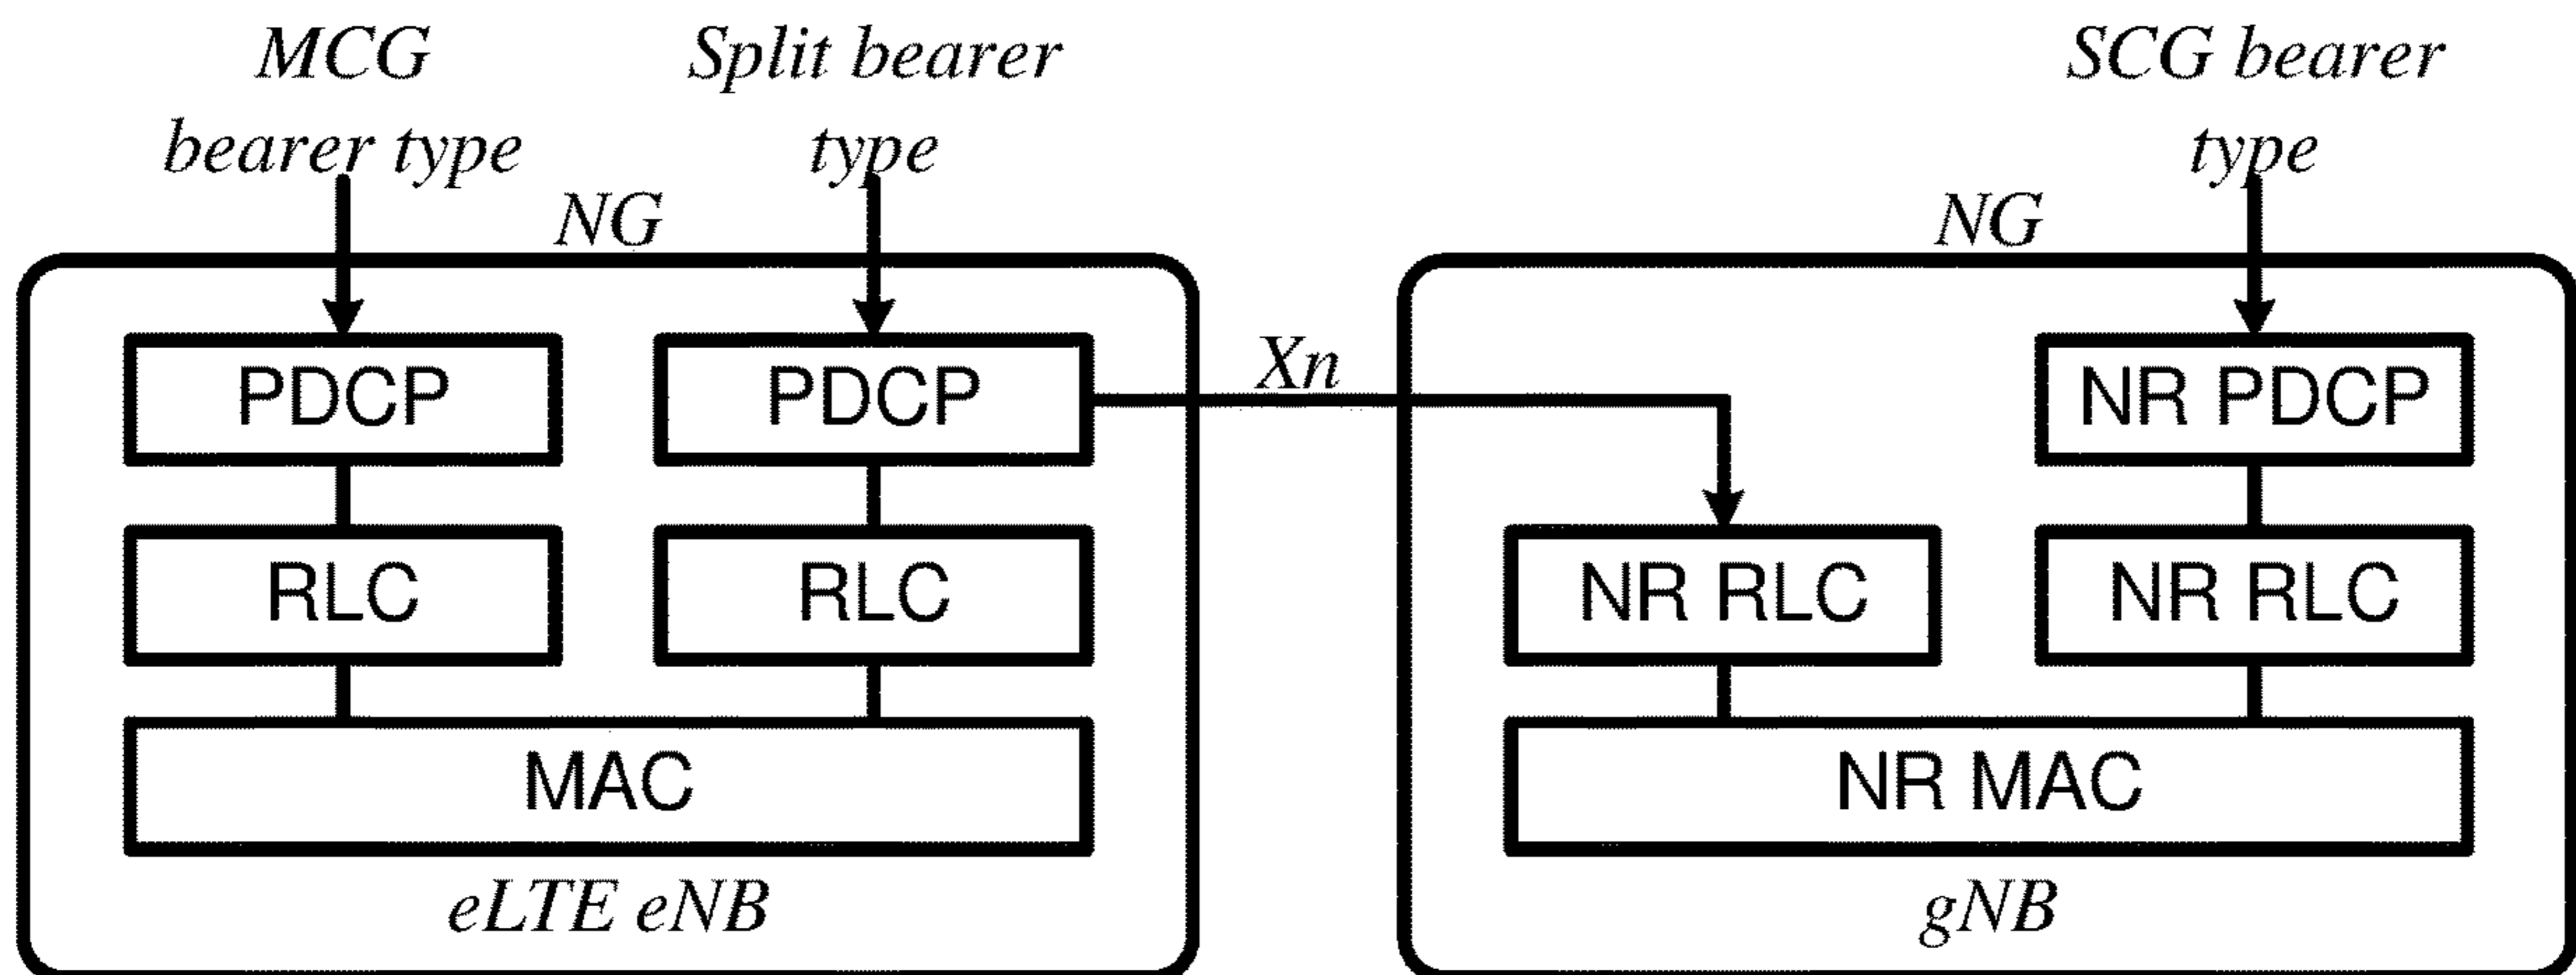 MCG
bearer type
Split bearer
type
SCG bearer
type
NG
NG
Xn
PDCP
PDCP
NR PDCP
RLC
RLC
NR RLC
NR RLC
MAC
NR MAC
eLTE eNB
gNB